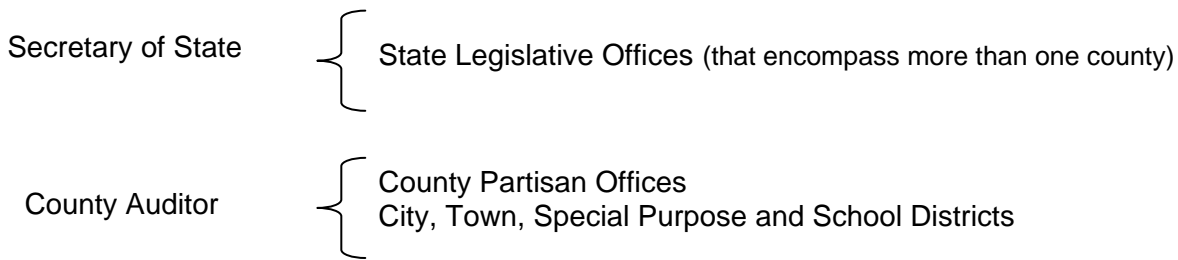 Secretary of State
State Legislative Offices (that encompass more than one county)
County Auditor
County Partisan Offices
City, Town, Special Purpose and School Districts